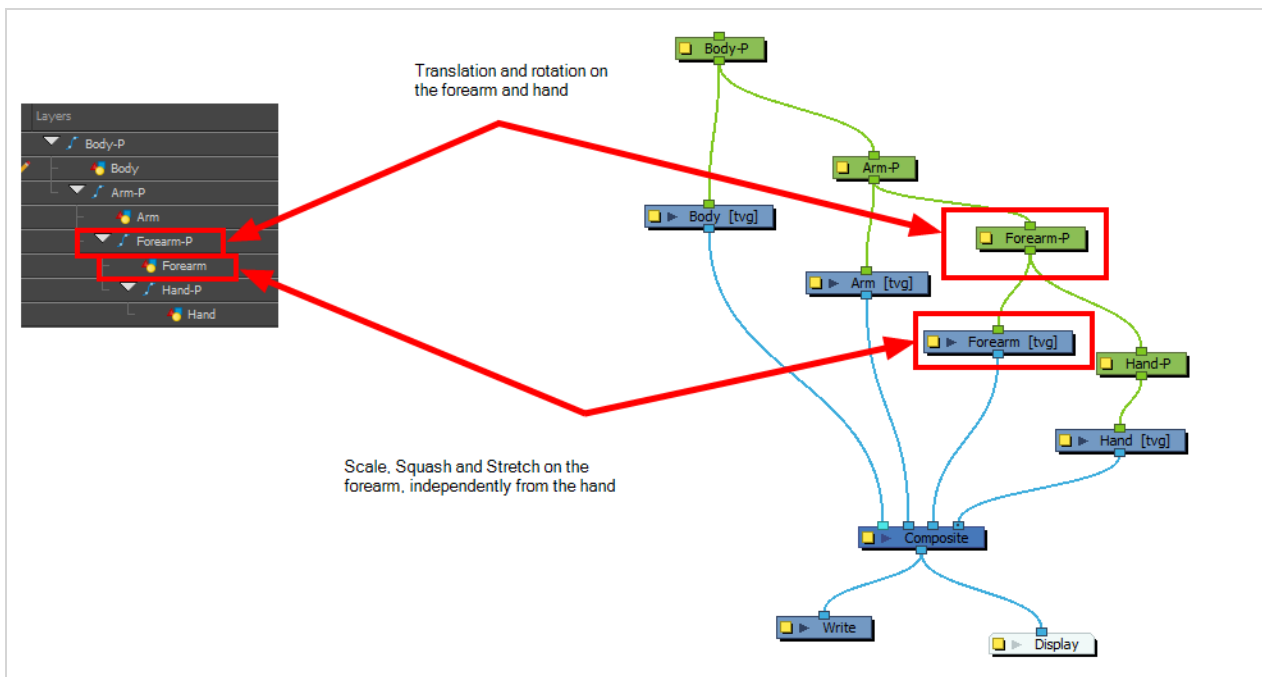 Translation and rotation on
the forearm and hand
Layers
Body-P
Body
Arm-P
Arm
Forearm-P
Forearm
Hand-P
Hand
Scale, Squash and Stretch on the
forearm, independently from the hand
Body-P
Arm-P
Body [tvg]
Forearm-P
Arm [tvg]
Forearm [tvg]
Hand-P
Hand [tvg]
Composite
Write
Display